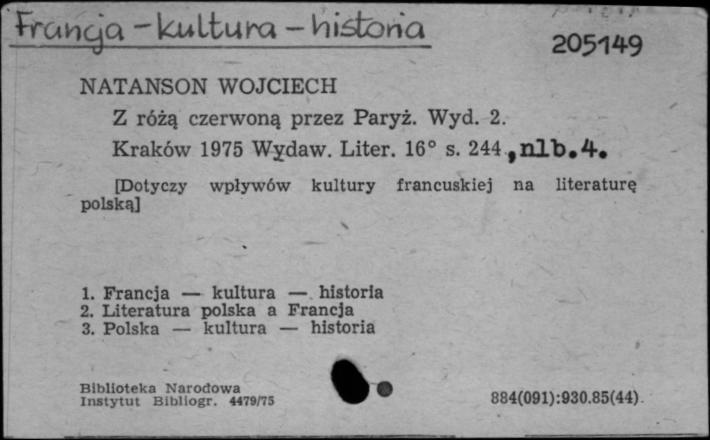 Francja - kultura - historia
205149
NATANSON WOJCIECH
Z różą czerwoną przez Paryż. Wyd. 2.
Kraków 1975 Wydaw. Liter. 16° s. 244, nlb. 4.
[Dotyczy wpływów kultury francuskiej na literaturę
polską]
1. Francja — kultura — historia
2. Literatura polska a Francja
3. Polska — kultura — historia
Biblioteka Narodowa
Instytut Bibliogr. 4479/75
884(091):930.85(44)